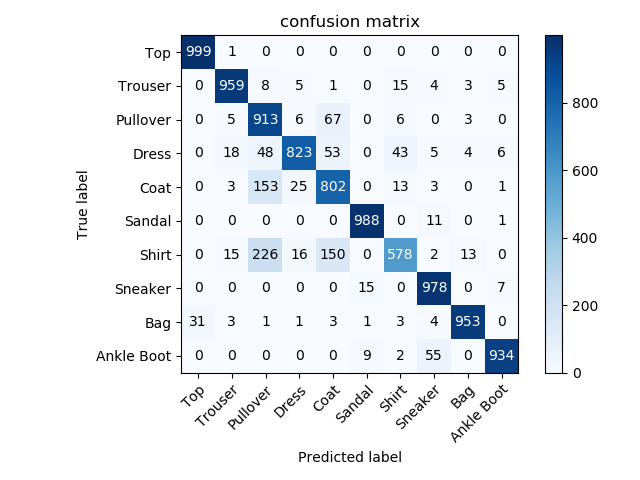 confusion matrix
Top 999 1 0 0 0 0 0 0 0 0
Trouser 0 959 8 5 1 0 15 4 3 5
Pullover 0 5 913 6 67 0 6 0 3 0
Dress 0 18 48 823 53 0 43 5 4 6
Coat 0 3 153 25 802 0 13 3 0 1
Sandal 0 0 0 0 0 988 0 11 0 1
Shirt 0 15 226 16 150 0 578 2 13 0
Sneaker 0 0 0 0 0 15 0 978 0 7
Bag 31 3 1 1 3 1 3 4 953 0
Ankle Boot 0 0 0 0 0 9 2 55 0 934
Top Trouser Pullover Dress Coat Sandal Shirt Sneaker Bag Ankle Boot
Predicted label
True label
800
600
400
200
0